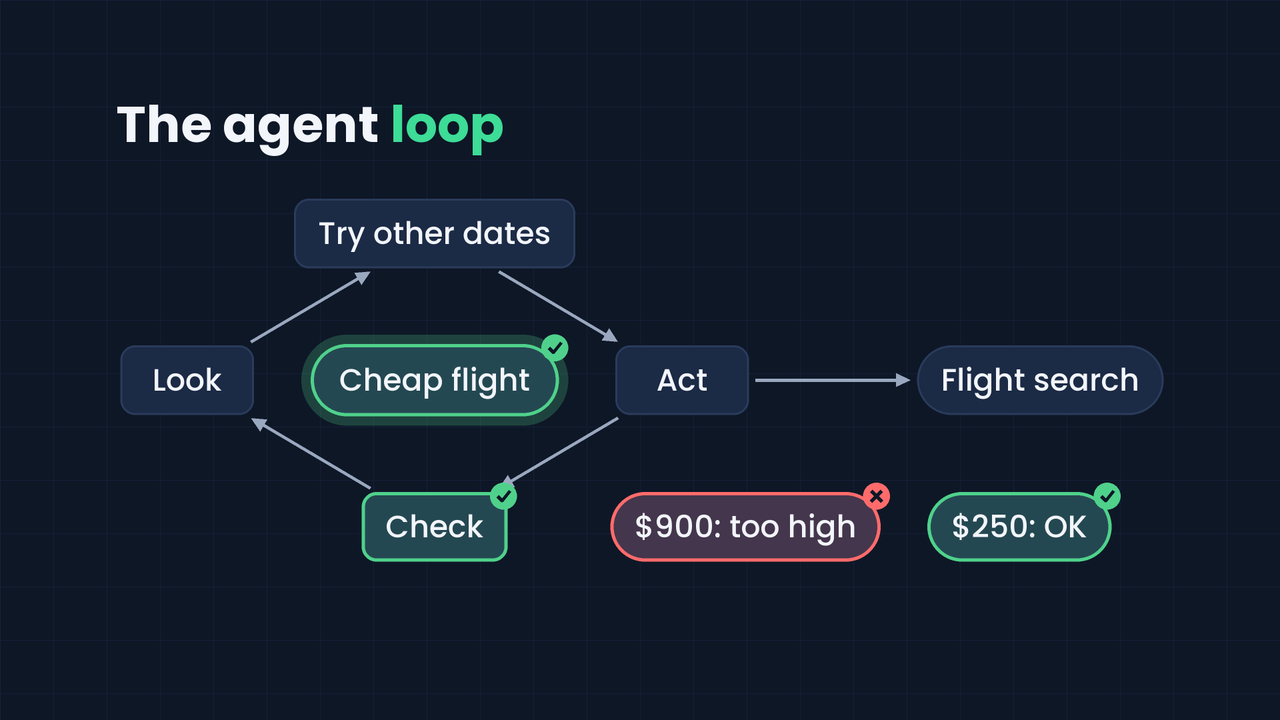 The agent loop
Try other dates
Look
Cheap flight
Act
Flight search
Check
$900: too high
$250: OK